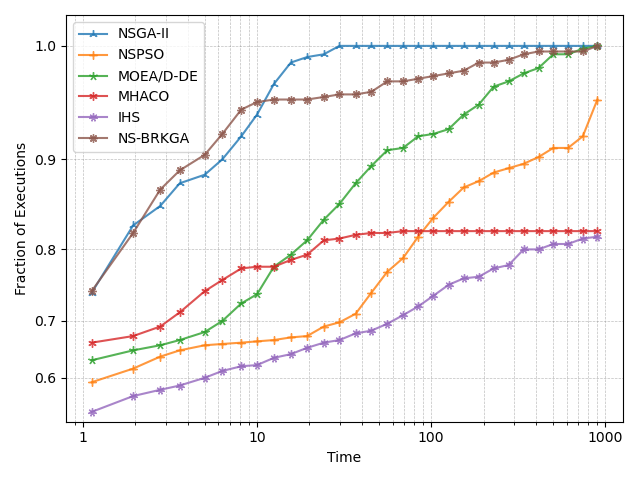 NSGA-II
NSPSO
MOEA/D-DE
MHACO
IHS
NS-BRKGA
Fraction of Executions
1.0
0.9
0.8
0.7
0.6
1
10
100
1000
Time